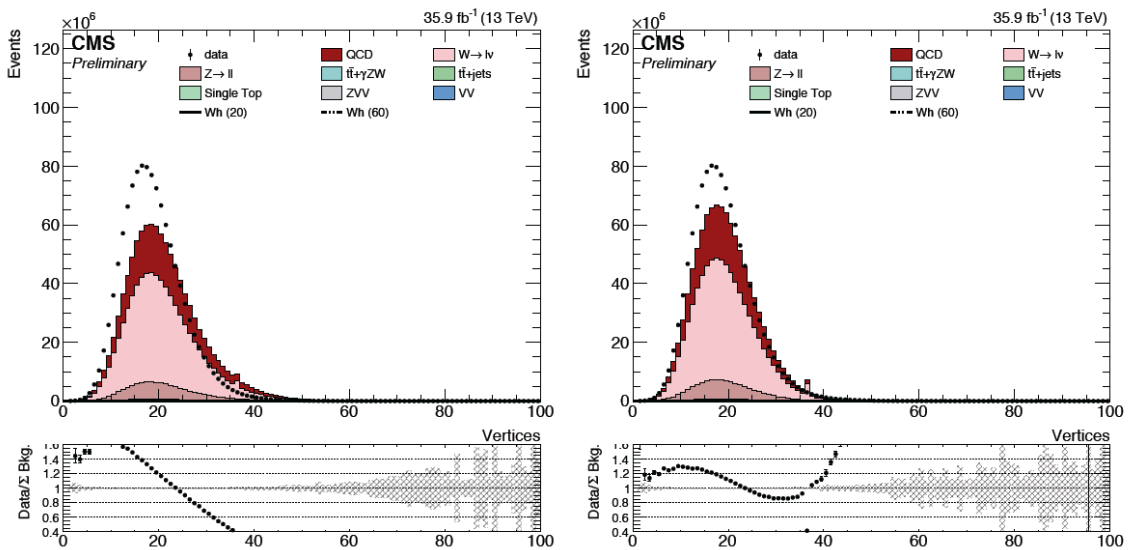 ×10⁶ 35.9 fb⁻¹ (13 TeV)
Events
CMS
Preliminary
data QCD W→ lν
Z→ ll tt̄+γZW tt̄+jets
Single Top ZVV VV
Wh (20) Wh (60)
120
100
80
60
40
20
0
0 20 40 60 80 100
Vertices
Data/Σ Bkg.
1.6
1.4
1.2
1
0.8
0.6
0.4
0 20 40 60 80 100
×10⁶ 35.9 fb⁻¹ (13 TeV)
Events
CMS
Preliminary
data QCD W→ lν
Z→ ll tt̄+γZW tt̄+jets
Single Top ZVV VV
Wh (20) Wh (60)
120
100
80
60
40
20
0
0 20 40 60 80 100
Vertices
Data/Σ Bkg.
1.6
1.4
1.2
1
0.8
0.6
0.4
0 20 40 60 80 100